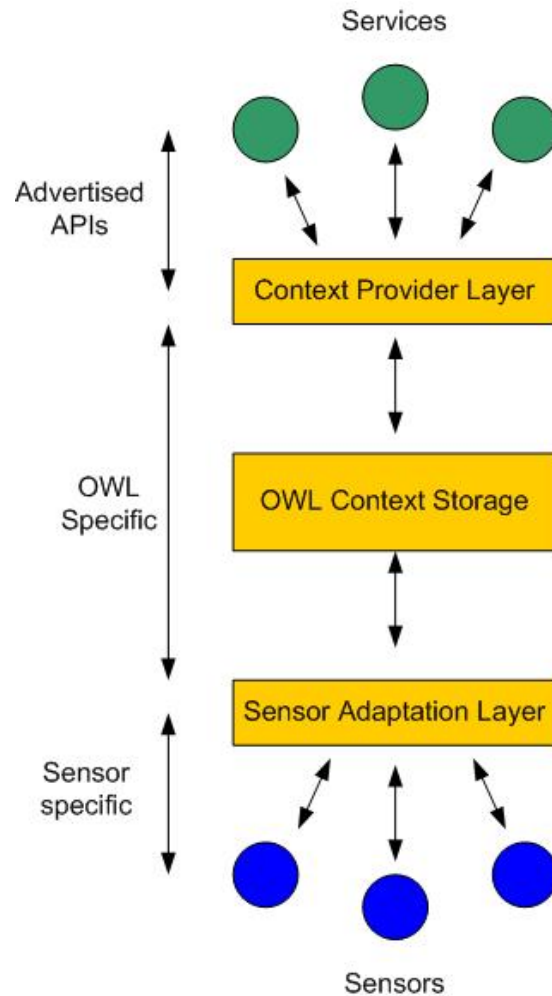 Services
Advertised
APIs
Context Provider Layer
OWL
Specific
OWL Context Storage
Sensor Adaptation Layer
Sensor
specific
Sensors